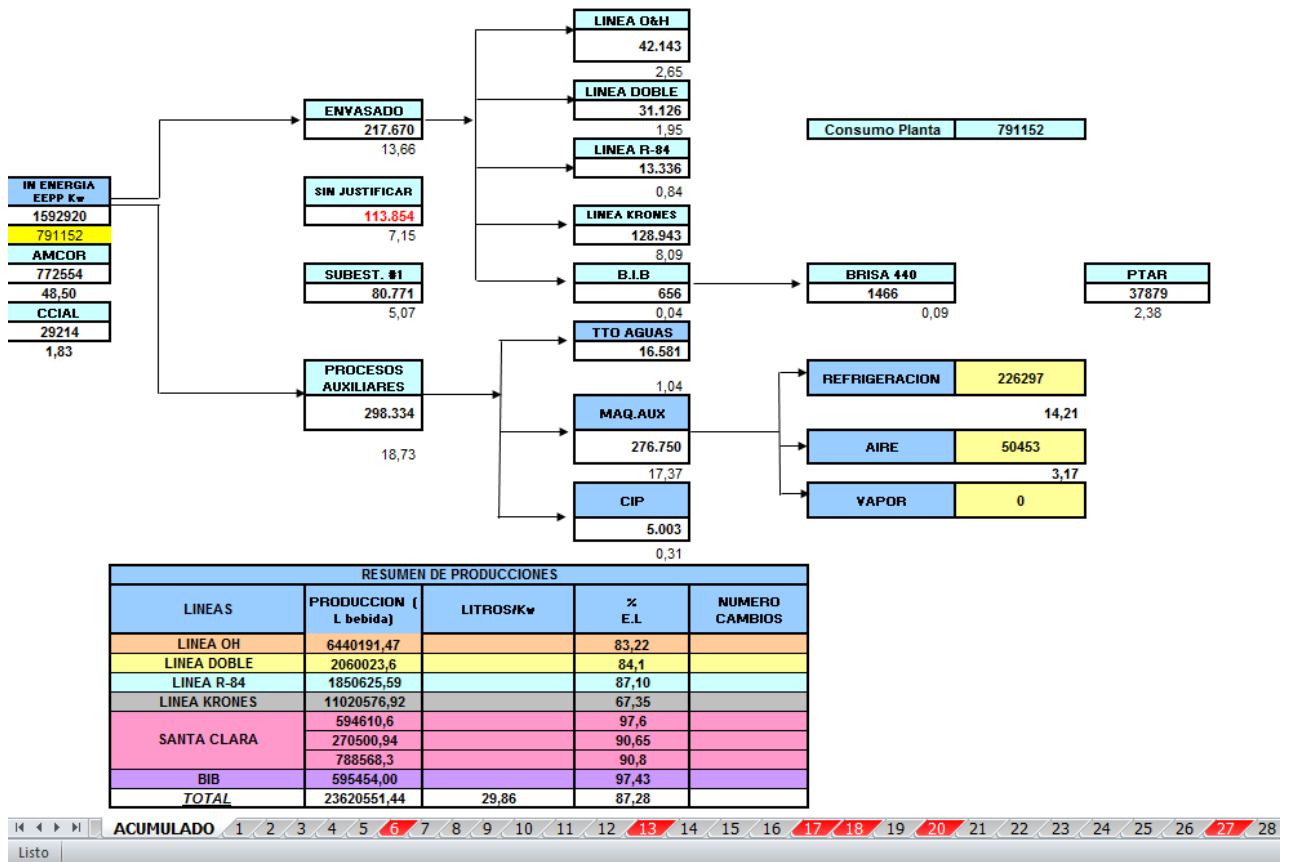 LINEA O&H
42.143
2,65
LINEA DOBLE
31.126
1,95
LINEA R-84
13.336
0,84
LINEA KRONES
128.943
8,09
B.I.B
656
0,04
ENVASADO
217.670
13,66
SIN JUSTIFICAR
113.854
7,15
SUBEST. #1
80.771
5,07
PROCESOS
AUXILIARES
298.334
18,73
IN ENERGIA
EEPP Kw
1592920
791152
AMCOR
772554
48,50
CCIAL
29214
1,83
Consumo Planta 791152
BRISA 440
1466
0,09
PTAR
37879
2,38
TTO AGUAS
16.581
1,04
MAQ.AUX
276.750
17,37
CIP
5.003
0,31
REFRIGERACION 226297
14,21
AIRE 50453
3,17
VAPOR 0
RESUMEN DE PRODUCCIONES
LINEAS PRODUCCION ( L bebida) LITROS/Kw % E.L NUMERO CAMBIOS
LINEA OH 6440191,47 83,22
LINEA DOBLE 2060023,6 84,1
LINEA R-84 1850625,59 87,10
LINEA KRONES 11020576,92 67,35
SANTA CLARA 594610,6 97,6
270500,94 90,65
788568,3 90,8
BIB 595454,00 97,43
TOTAL 23620551,44 29,86 87,28
ACUMULADO 1 2 3 4 5 6 7 8 9 10 11 12 13 14 15 16 17 18 19 20 21 22 23 24 25 26 27 28
Listo